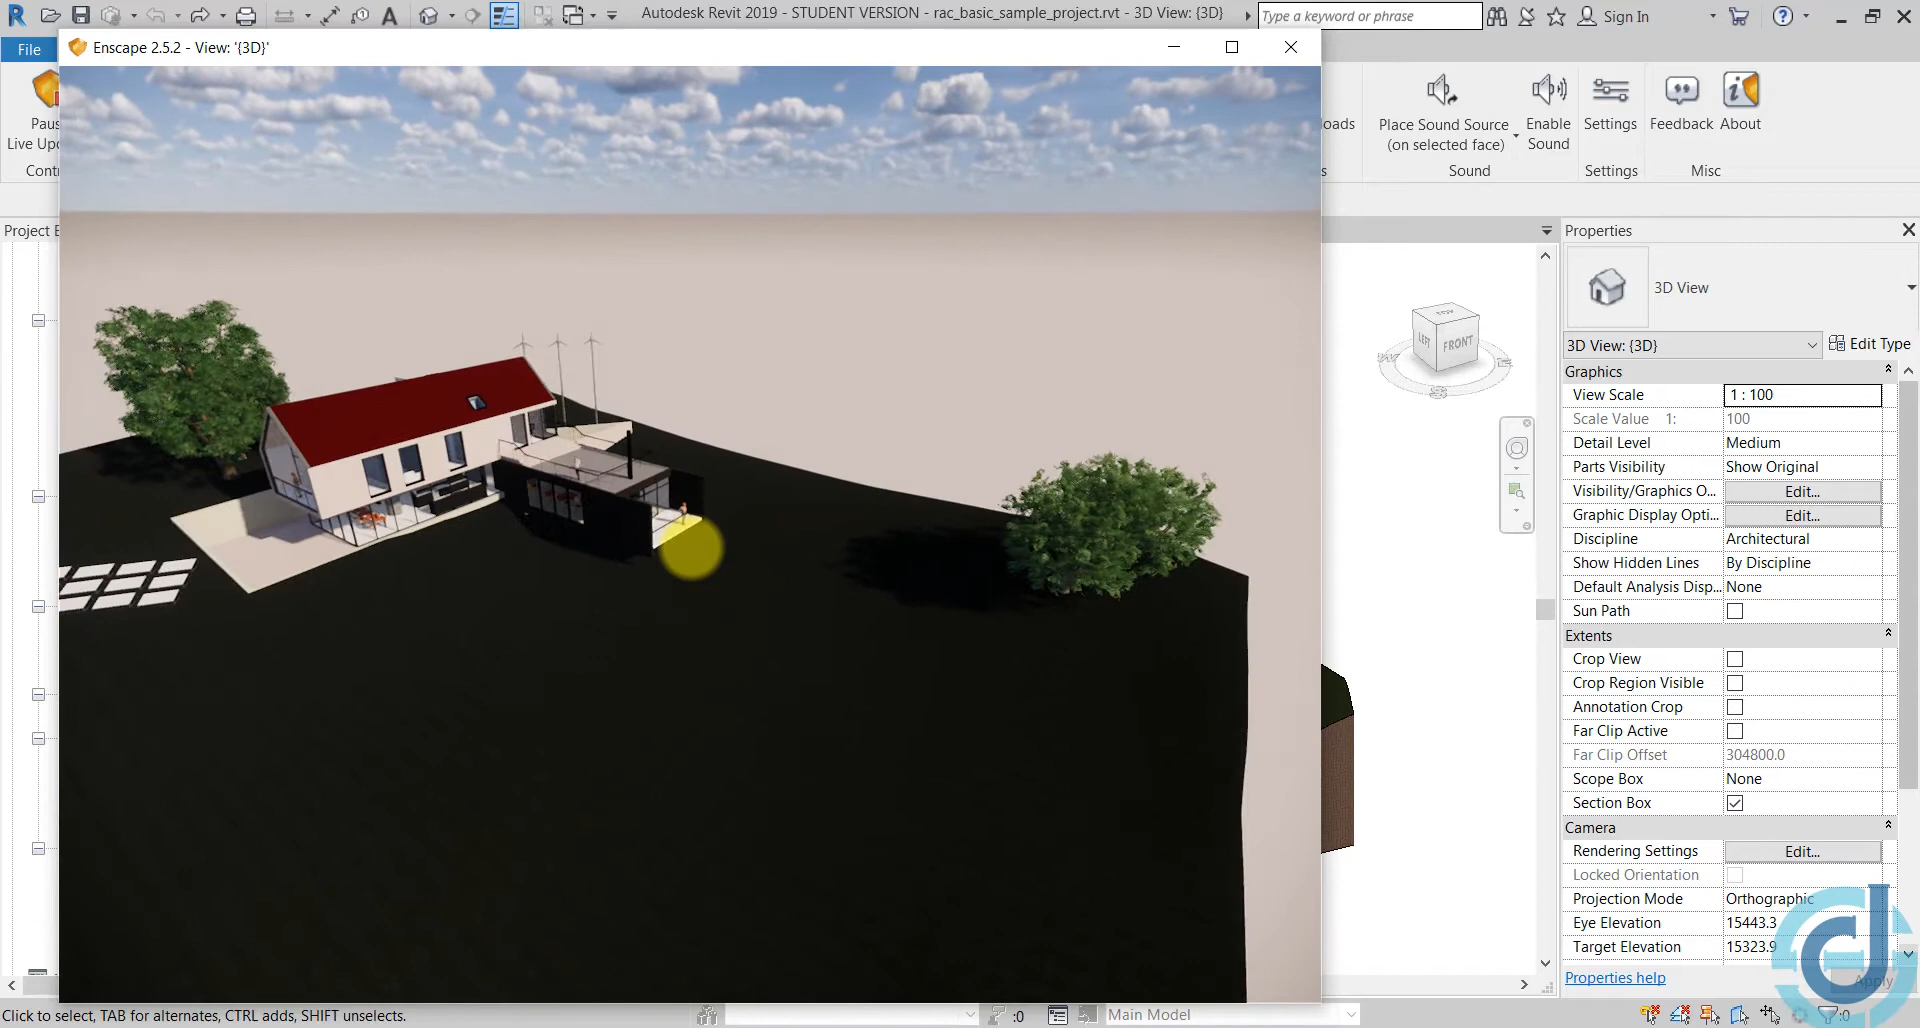 Autodesk Revit 2019 - STUDENT VERSION - rac_basic_sample_project.rvt - 3D View: {3D}
Type a keyword or phrase
Sign In
File
Enscape 2.5.2 - View: '{3D}'
Paus
Live Upd
Contr
Place Sound Source
(on selected face)
Sound
Enable
Sound
Settings
Settings
Feedback
About
Misc
Properties
3D View
3D View: {3D}
Edit Type
Graphics
View Scale 1 : 100
Scale Value 1: 100
Detail Level Medium
Parts Visibility Show Original
Visibility/Graphics O... Edit...
Graphic Display Opti... Edit...
Discipline Architectural
Show Hidden Lines By Discipline
Default Analysis Disp... None
Sun Path
Extents
Crop View
Crop Region Visible
Annotation Crop
Far Clip Active
Far Clip Offset 304800.0
Scope Box None
Section Box
Camera
Rendering Settings Edit...
Locked Orientation
Projection Mode Orthographic
Eye Elevation 15443.3
Target Elevation 15323.9
Properties help
Apply
LEFT
FRONT
Click to select, TAB for alternates, CTRL adds, SHIFT unselects.
:0
Main Model
:0